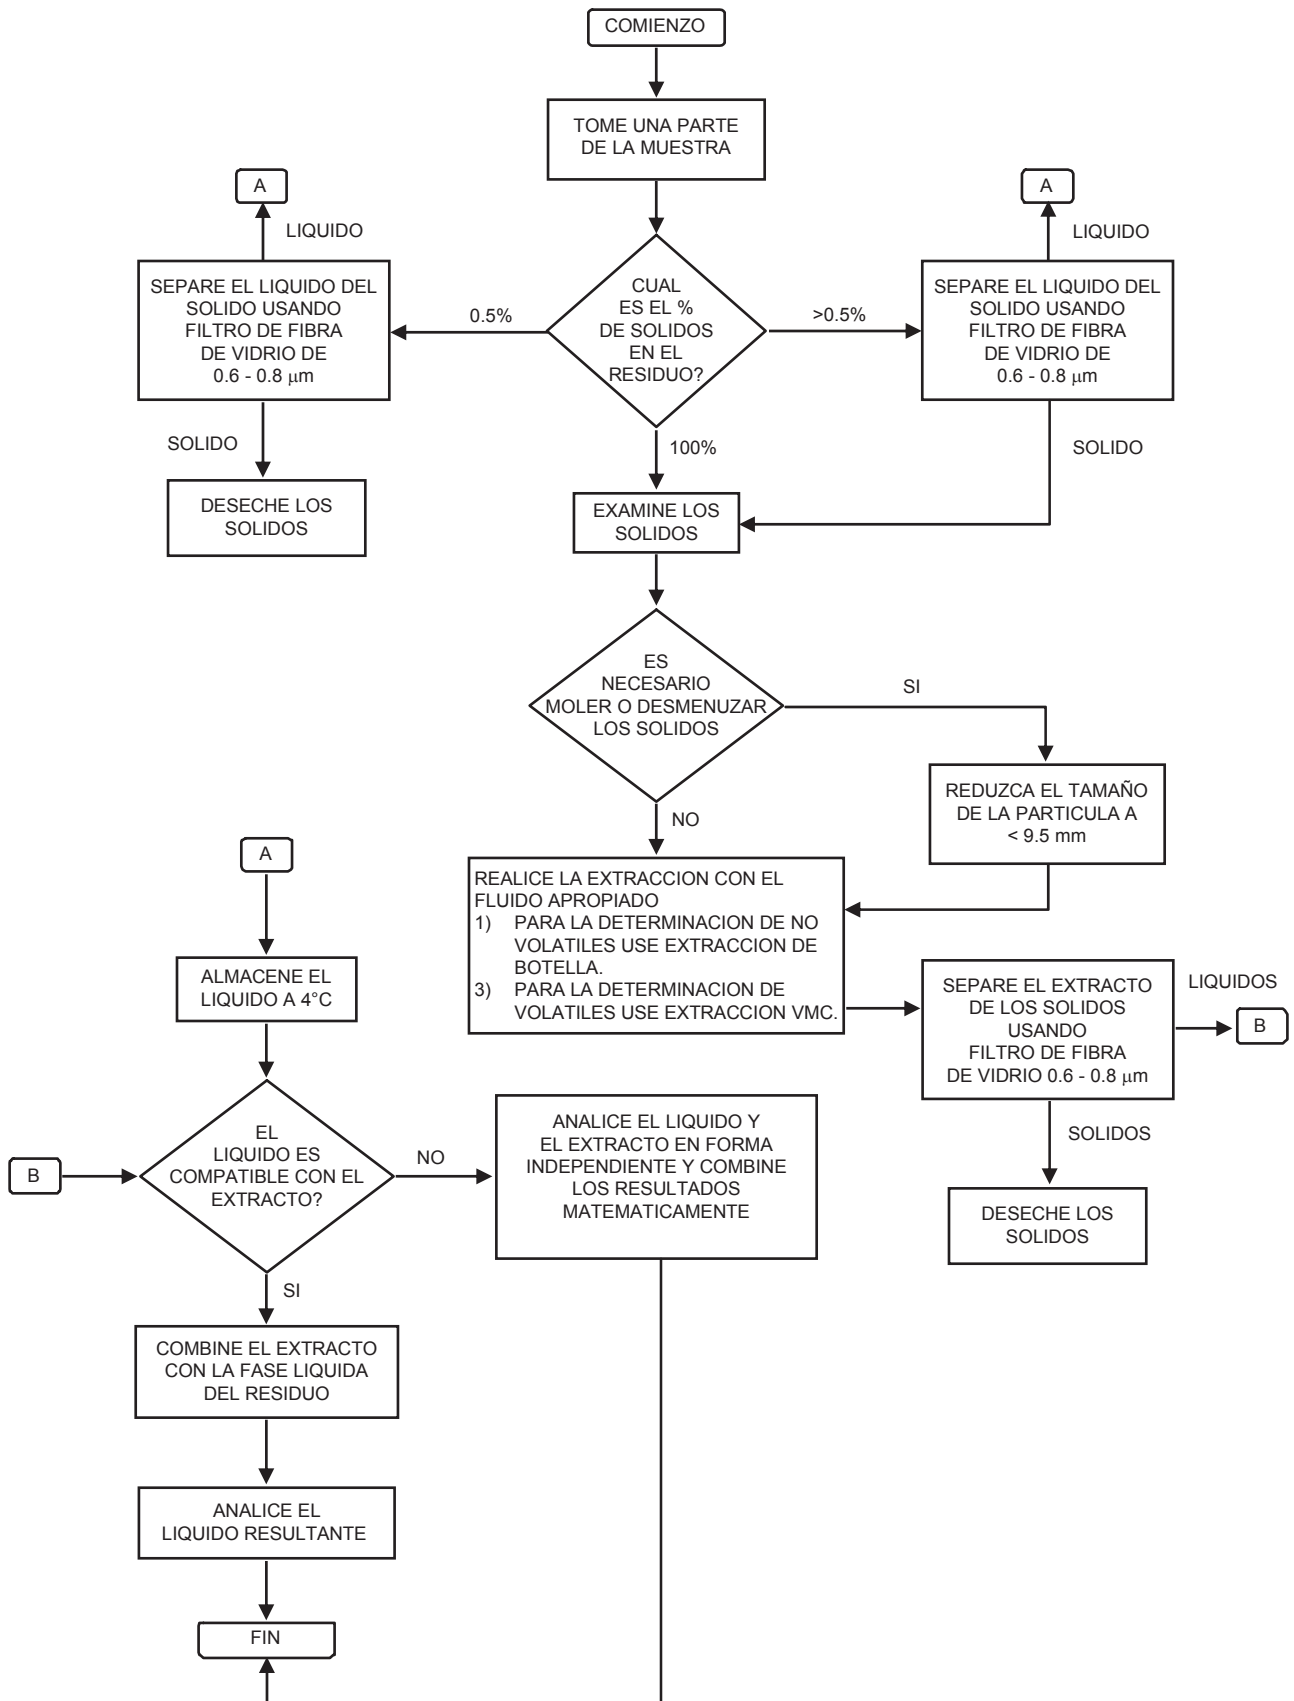 COMIENZO
TOME UNA PARTE
DE LA MUESTRA
A
LIQUIDO
SEPARE EL LIQUIDO DEL
SOLIDO USANDO
FILTRO DE FIBRA
DE VIDRIO DE
0.6 - 0.8 µm
0.5%
SOLIDO
DESECHE LOS
SOLIDOS
CUAL
ES EL %
DE SOLIDOS
EN EL
RESIDUO?
>0.5%
100%
A
LIQUIDO
SEPARE EL LIQUIDO DEL
SOLIDO USANDO
FILTRO DE FIBRA
DE VIDRIO DE
0.6 - 0.8 µm
SOLIDO
EXAMINE LOS
SOLIDOS
ES
NECESARIO
MOLER O DESMENUZAR
LOS SOLIDOS
SI
REDUZCA EL TAMAÑO
DE LA PARTICULA A
< 9.5 mm
NO
REALICE LA EXTRACCION CON EL
FLUIDO APROPIADO
1) PARA LA DETERMINACION DE NO
VOLATILES USE EXTRACCION DE
BOTELLA.
3) PARA LA DETERMINACION DE
VOLATILES USE EXTRACCION VMC.
SEPARE EL EXTRACTO
DE LOS SOLIDOS
USANDO
FILTRO DE FIBRA
DE VIDRIO 0.6 - 0.8 µm
LIQUIDOS
B
SOLIDOS
DESECHE LOS
SOLIDOS
A
ALMACENE EL
LIQUIDO A 4°C
B
EL
LIQUIDO ES
COMPATIBLE CON EL
EXTRACTO?
NO
ANALICE EL LIQUIDO Y
EL EXTRACTO EN FORMA
INDEPENDIENTE Y COMBINE
LOS RESULTADOS
MATEMATICAMENTE
SI
COMBINE EL EXTRACTO
CON LA FASE LIQUIDA
DEL RESIDUO
ANALICE EL
LIQUIDO RESULTANTE
FIN